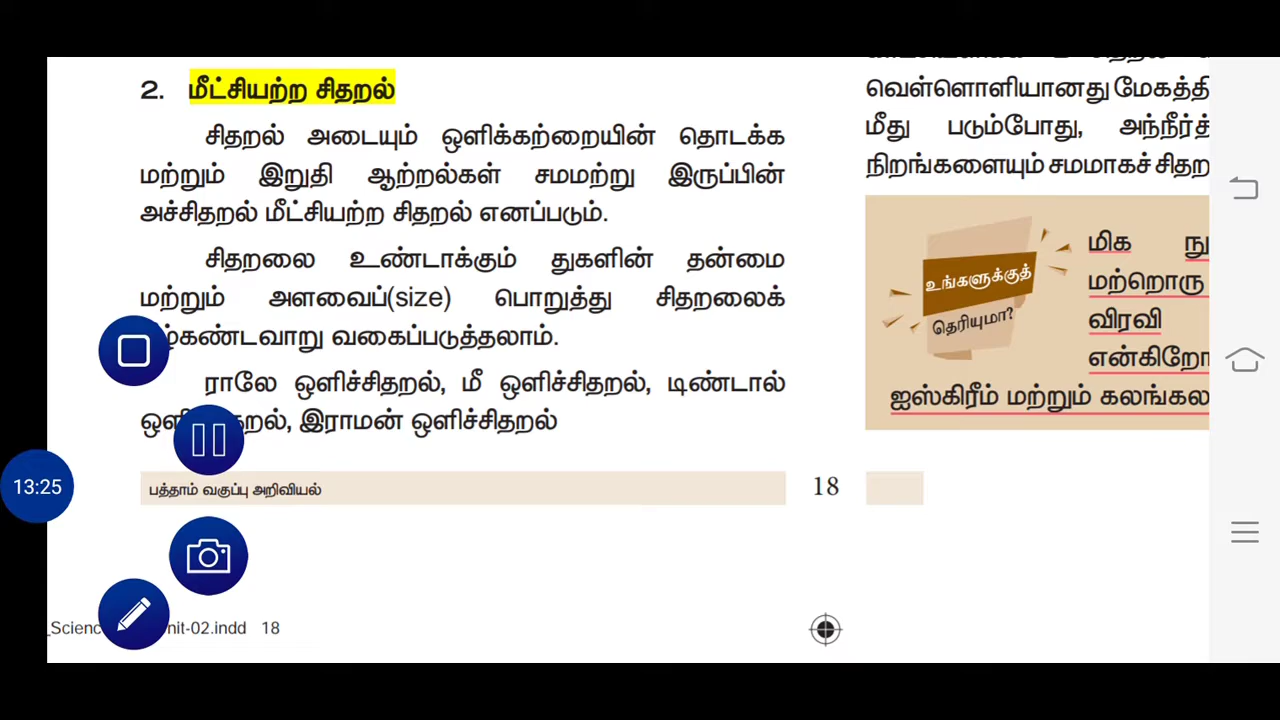 2. மீட்சியற்ற சிதறல்
சிதறல் அடையும் ஒளிக்கற்றையின் தொடக்க
மற்றும் இறுதி ஆற்றல்கள் சமமற்று இருப்பின்
அச்சிதறல் மீட்சியற்ற சிதறல் எனப்படும்.
சிதறலை உண்டாக்கும் துகளின் தன்மை
மற்றும் அளவைப்(size) பொறுத்து சிதறலைக்
கண்டவாறு வகைப்படுத்தலாம்.
ராலே ஒளிச்சிதறல், மீ ஒளிச்சிதறல், டிண்டால்
இராமன் ஒளிச்சிதறல்
பத்தாம் வகுப்பு அறிவியல்
18
வெள்ளொளியானது மேகத்தி
மீது படும்போது, அந்நீர்த்
நிறங்களையும் சமமாகச் சிதற
உங்களுக்குத்
தெரியுமா?
மிக நு
மற்றொரு
விரவி
என்கிறோ
ஐஸ்கிரீம் மற்றும் கலங்கல
13:25
_Scienc nit-02.indd 18